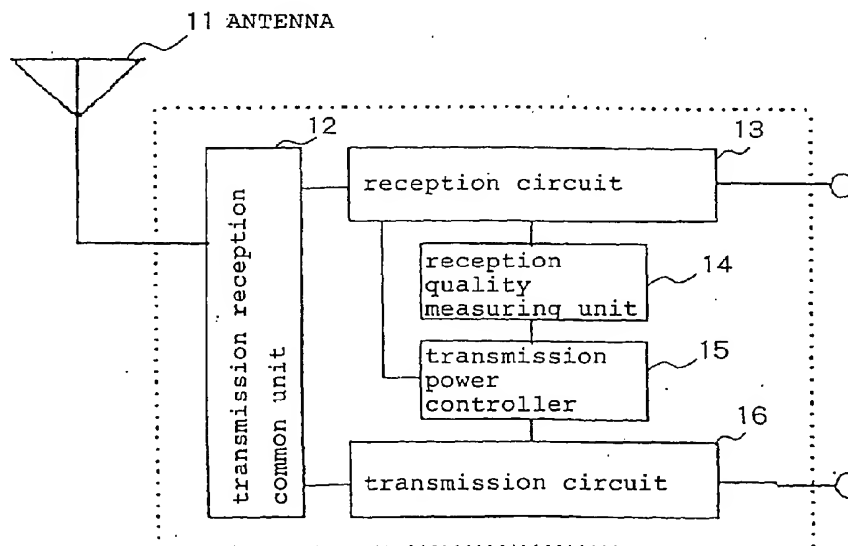 11 ANTENNA
12
13
reception circuit
transmission reception
common unit
reception
quality
measuring unit
14
transmission
power
controller
15
16
transmission circuit